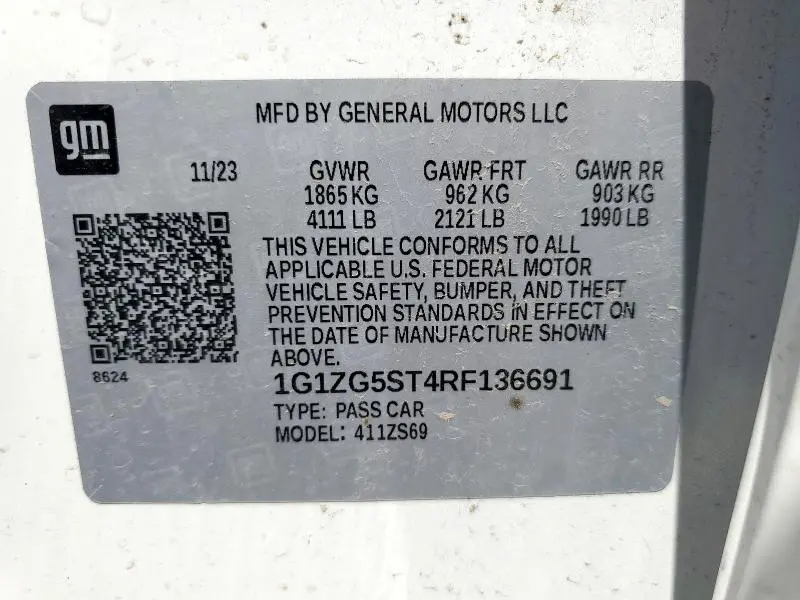 gm
MFD BY GENERAL MOTORS LLC
11/23 GVWR GAWR FRT GAWR RR
1865 KG 962 KG 903 KG
4111 LB 2121 LB 1990 LB
THIS VEHICLE CONFORMS TO ALL
APPLICABLE U.S. FEDERAL MOTOR
VEHICLE SAFETY, BUMPER, AND THEFT
PREVENTION STANDARDS IN EFFECT ON
THE DATE OF MANUFACTURE SHOWN
ABOVE.
8624
1G1ZG5ST4RF136691
TYPE: PASS CAR
MODEL: 411ZS69